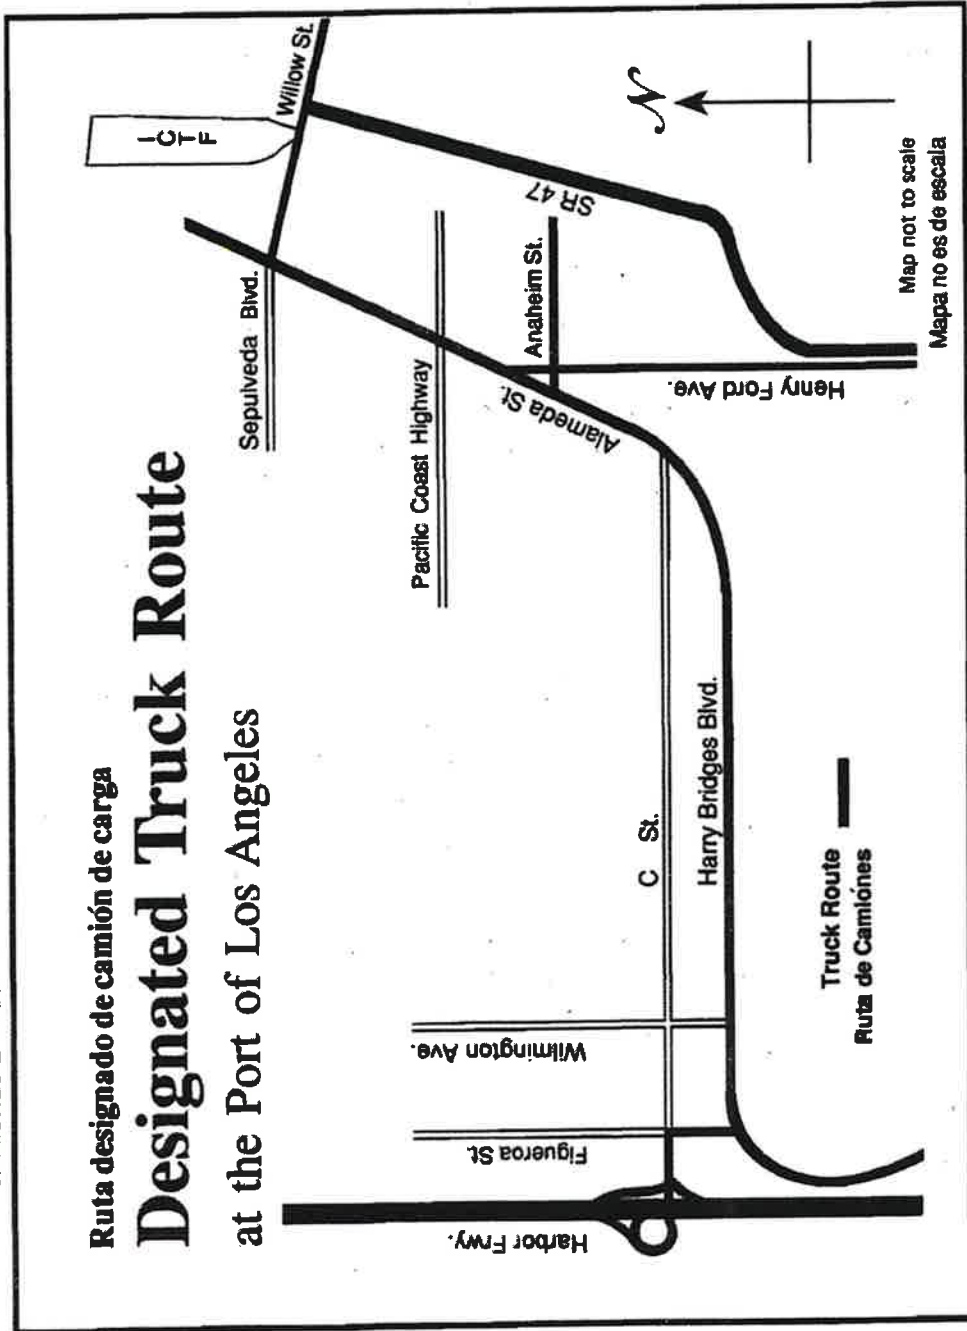 Ruta designado de camión de carga
Designated Truck Route
at the Port of Los Angeles
I
C
T
F
Willow St.
Sepulveda Blvd.
SR 47
Pacific Coast Highway
Anaheim St.
Alameda St.
Henry Ford Ave.
N
C St.
Harry Bridges Blvd.
Wilmington Ave.
Figueroa St.
Harbor Frwy.
Truck Route
Ruta de Camiónes
Map not to scale
Mapa no es de escala